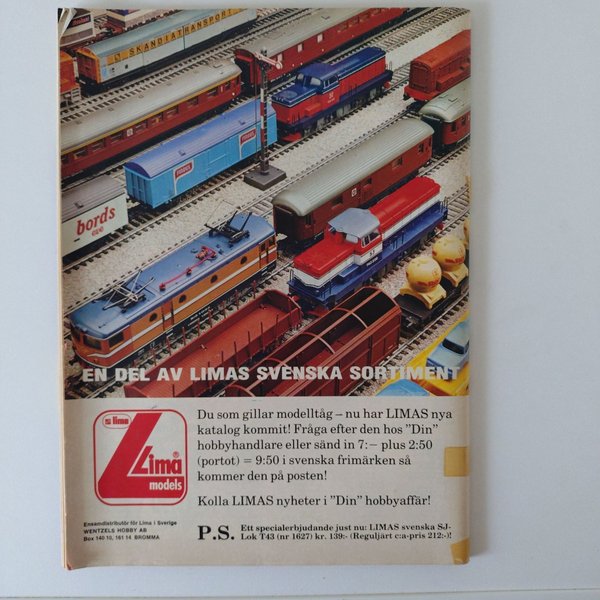 SKANDIATRANSPORT
bords
EN DEL AV LIMAS SVENSKA SORTIMENT
lima
Lima®
models
Du som gillar modelltåg – nu har LIMAS nya
katalog kommit! Fråga efter den hos "Din"
hobbyhandlare eller sänd in 7:— plus 2:50
(portot) = 9:50 i svenska frimärken så
kommer den på posten!
Kolla LIMAS nyheter i "Din" hobbyaffär!
Ensamdistributör för Lima i Sverige
WENTZELS HOBBY AB
Box 140 10, 161 14 BROMMA
P.S. Ett specialerbjudande just nu: LIMAS svenska SJ-
Lok T43 (nr 1627) kr. 139:- (Reguljärt c:a-pris 212:-)!